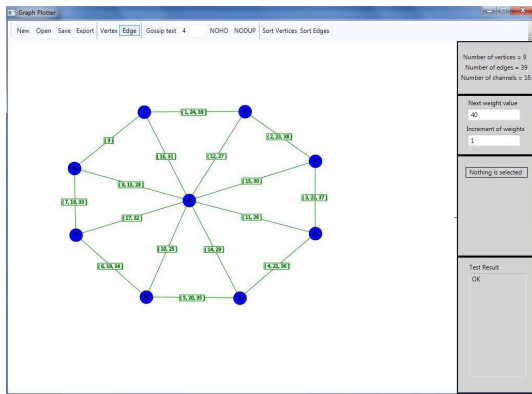 Graph Plotter
New Open Save Export Vertex Edge Gossip test 4 NOHO NODUP Sort Vertices Sort Edges
Number of vertices = 9
Number of edges = 39
Number of channels = 16
Next weight value
40
Increment of weights
1
Nothing is selected
Test Result
OK
{ 1, 24, 39 }
{ 2, 23, 38 }
{ 9 }
{ 16, 31 }
{ 12, 27 }
{ 15, 30 }
{ 8, 13, 28 }
{ 7, 18, 33 }
{ 3, 22, 37 }
{ 17, 32 }
{ 11, 26 }
{ 10, 25 }
{ 14, 29 }
{ 6, 19, 34 }
{ 4, 21, 36 }
{ 5, 20, 35 }